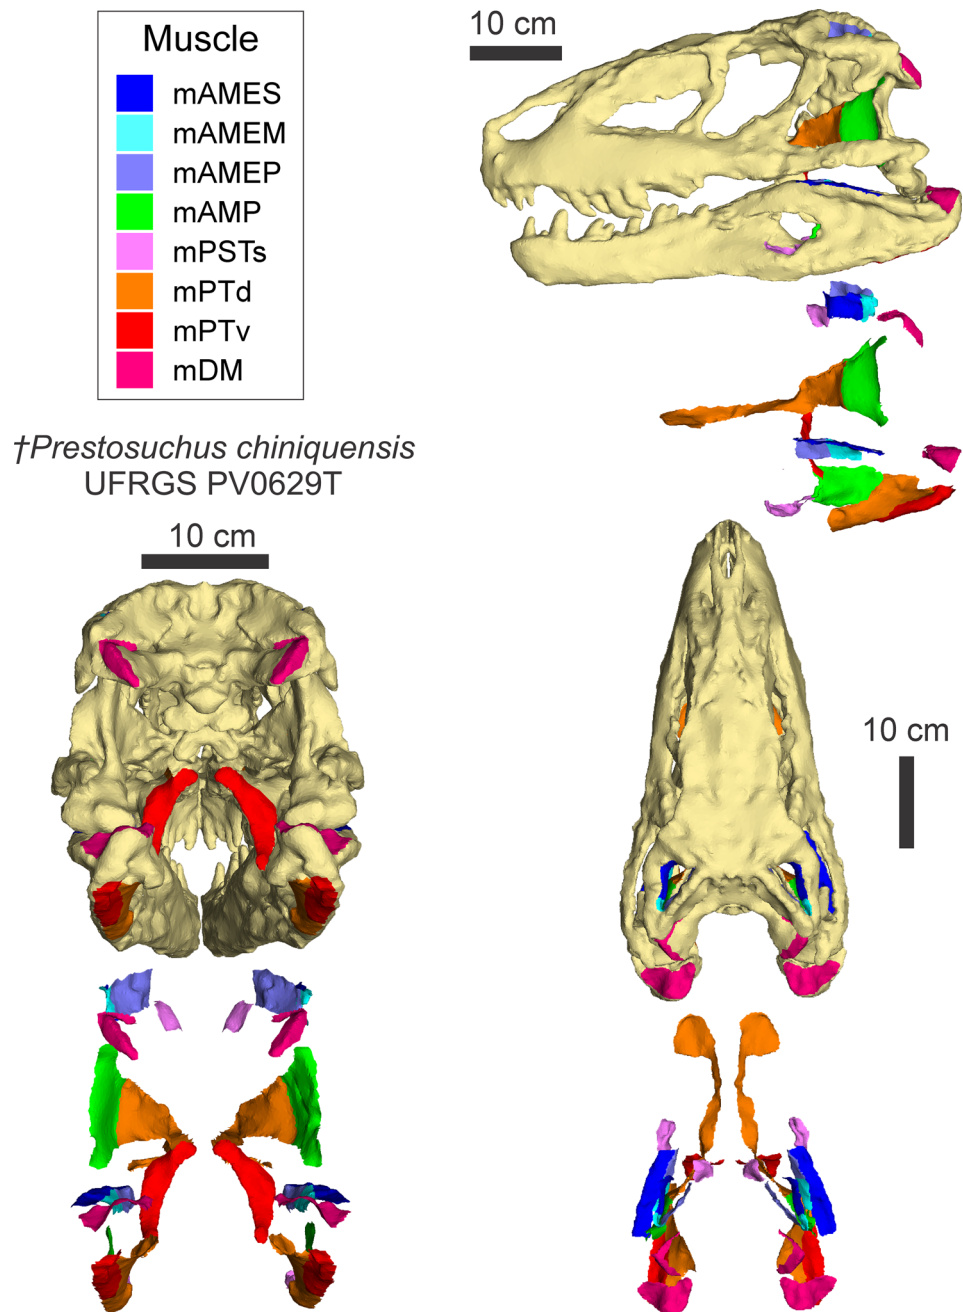 Muscle
mAMES
mAMEM
mAMEP
mAMP
mPSTs
mPTd
mPTv
mDM
10 cm
†Prestosuchus chiniquensis
UFRGS PV0629T
10 cm
10 cm